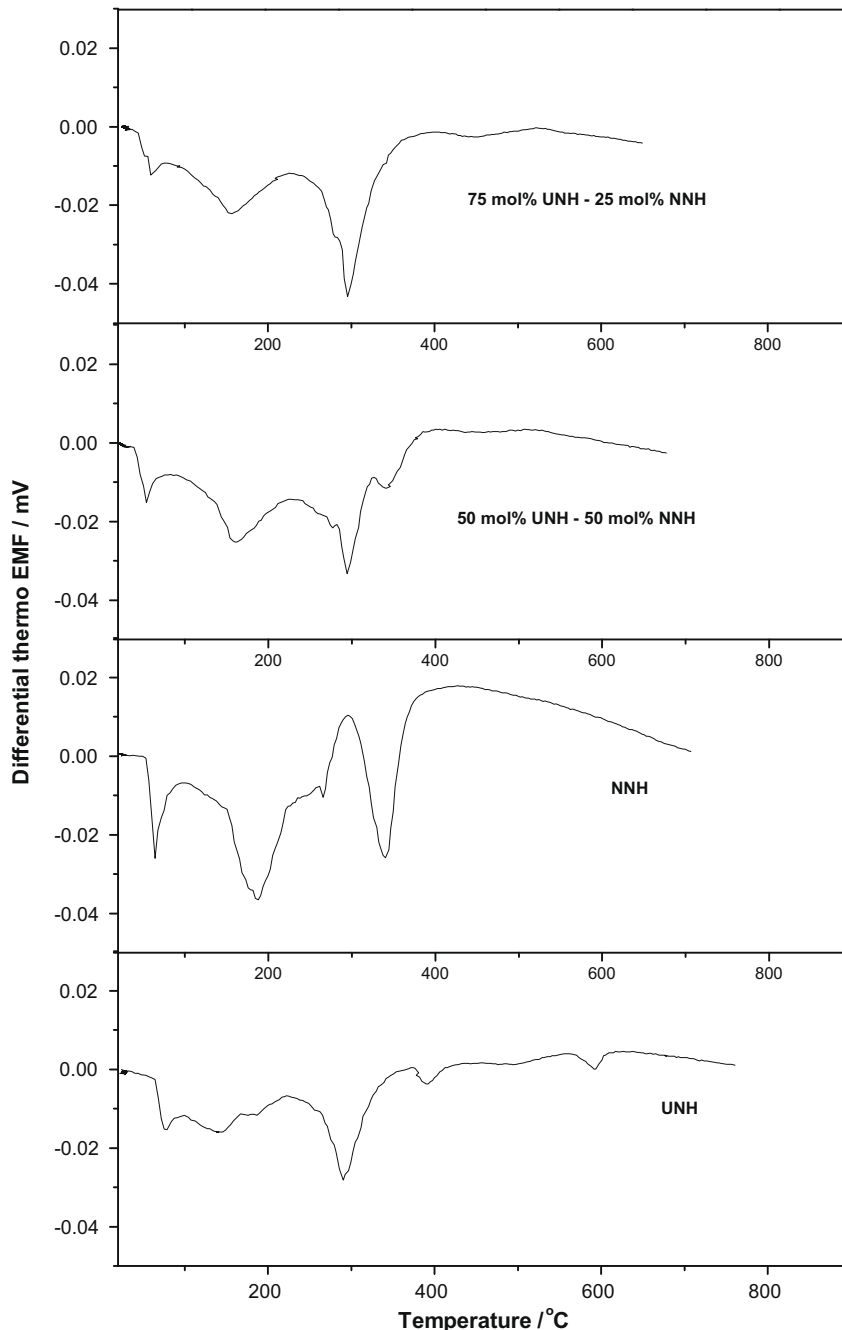 Differential thermo EMF / mV
0.02
0.00
-0.02
-0.04
75 mol% UNH - 25 mol% NNH
200 400 600 800
0.02
0.00
-0.02
-0.04
50 mol% UNH - 50 mol% NNH
200 400 600 800
0.02
0.00
-0.02
-0.04
NNH
200 400 600 800
0.02
0.00
-0.02
-0.04
UNH
200 400 600 800
Temperature / °C